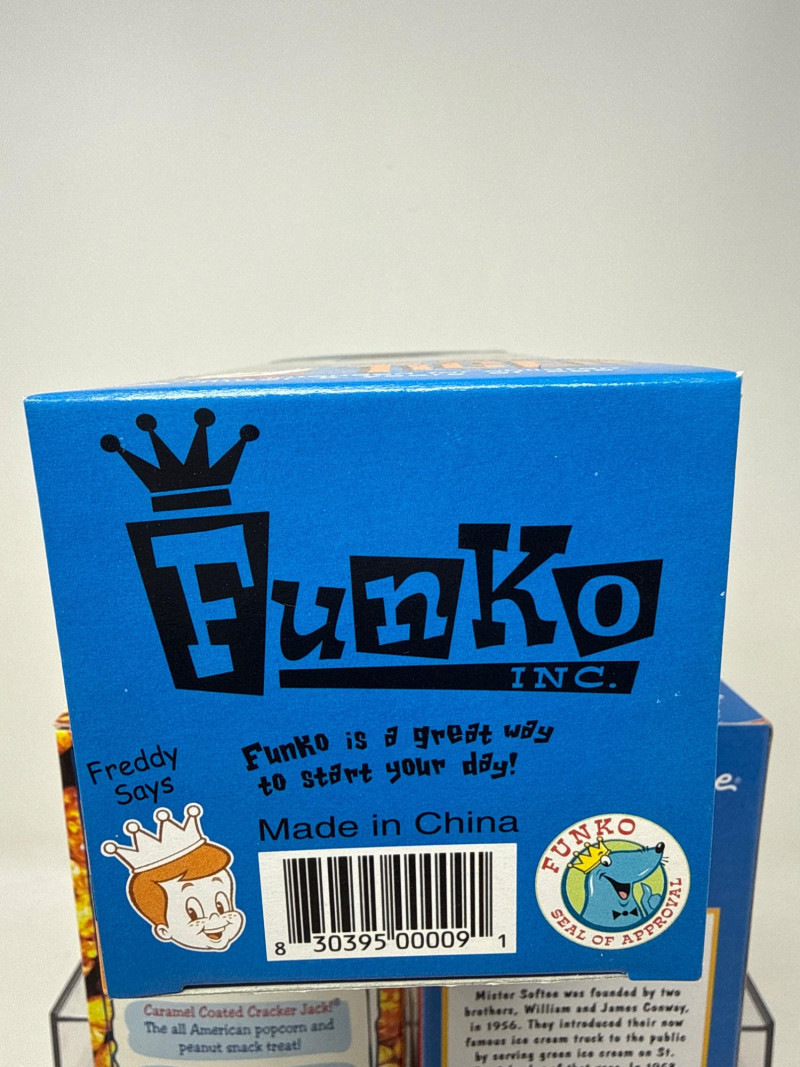 Funko
INC.
Freddy
Says
Funko is a great way
to start your day!
Made in China
8 30395 00009 1
FUNKO
SEAL OF APPROVAL
e
Caramel Coated Cracker Jack!®
The all American popcorn and
peanut snack treat!
Mister Softee was founded by two
brothers, William and James Conway,
in 1956. They introduced their now
famous ice cream truck to the public
by serving green ice cream on St.